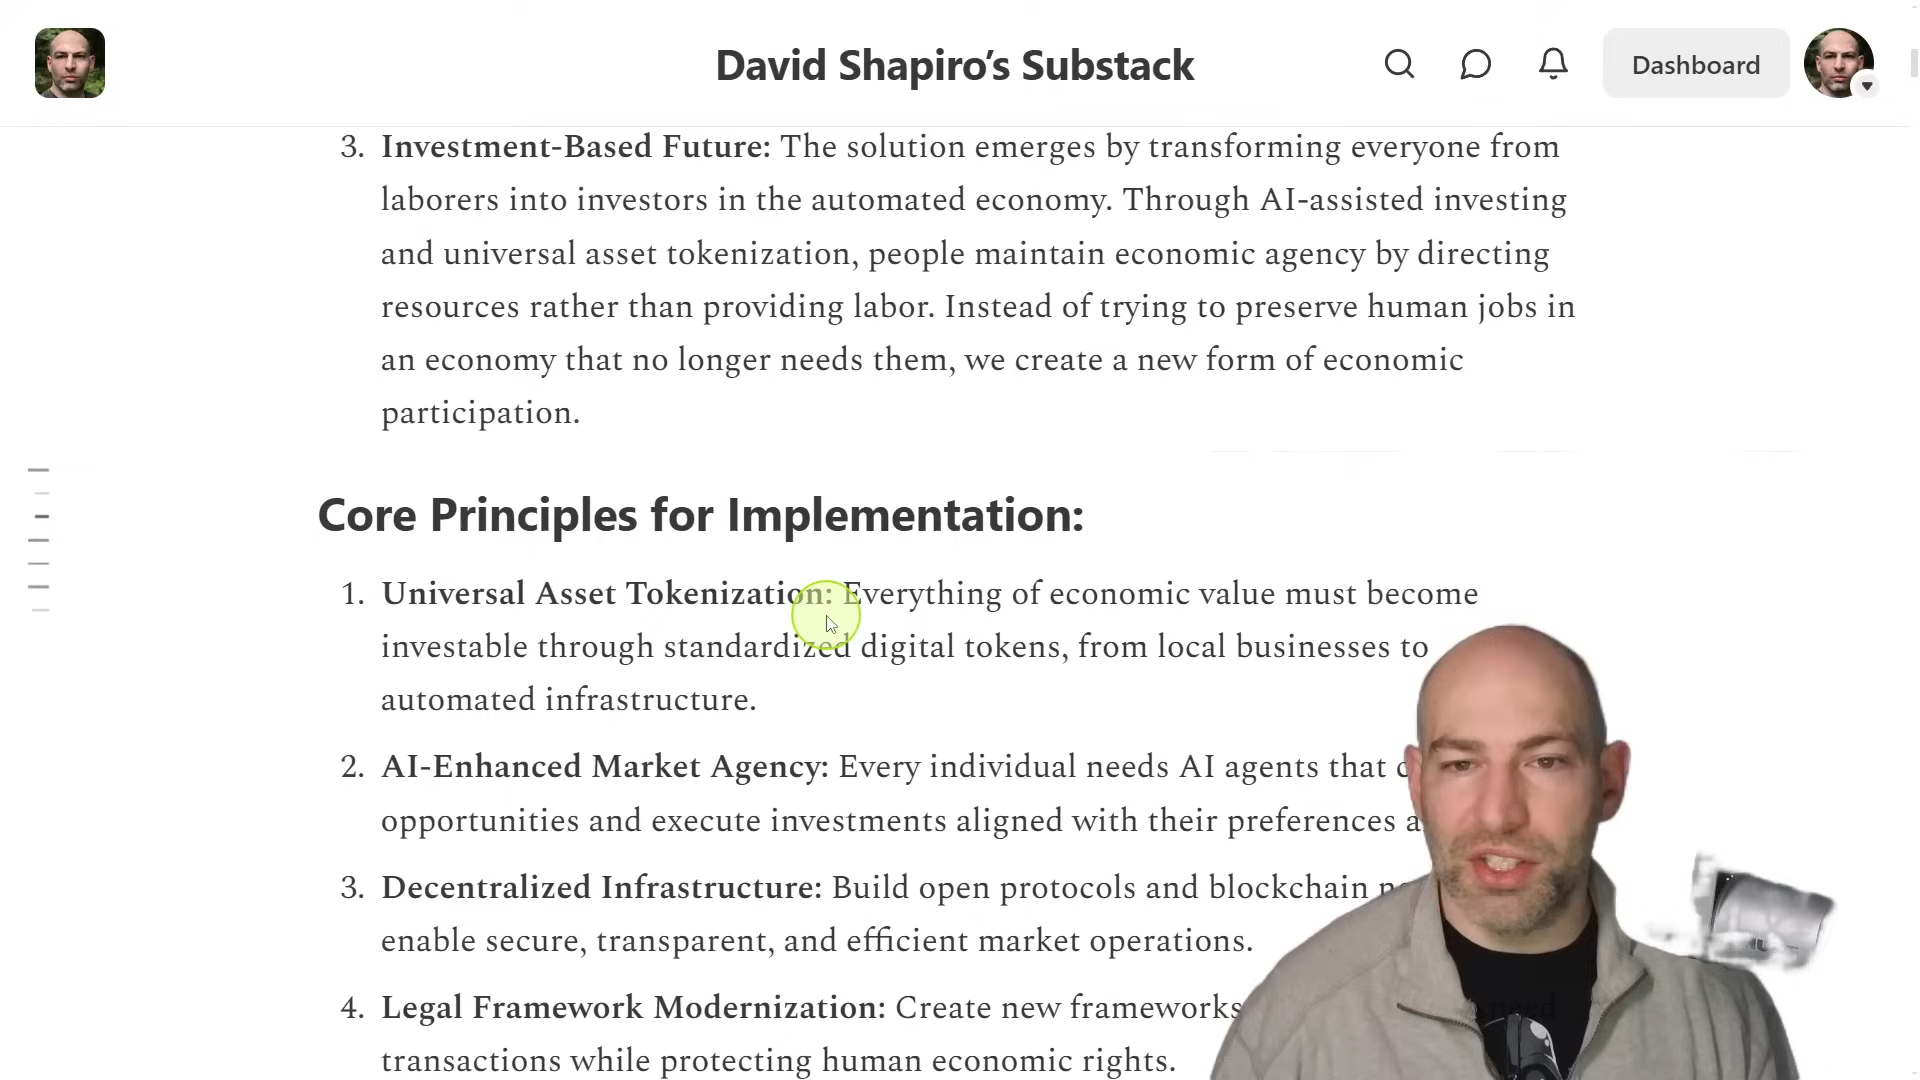 David Shapiro's Substack
Dashboard
3. Investment-Based Future: The solution emerges by transforming everyone from
laborers into investors in the automated economy. Through AI-assisted investing
and universal asset tokenization, people maintain economic agency by directing
resources rather than providing labor. Instead of trying to preserve human jobs in
an economy that no longer needs them, we create a new form of economic
participation.
Core Principles for Implementation:
1. Universal Asset Tokenization: Everything of economic value must become
investable through standardized digital tokens, from local businesses to
automated infrastructure.
2. AI-Enhanced Market Agency: Every individual needs AI agents that
opportunities and execute investments aligned with their preferences
3. Decentralized Infrastructure: Build open protocols and blockchain
enable secure, transparent, and efficient market operations.
4. Legal Framework Modernization: Create new frameworks
transactions while protecting human economic rights.